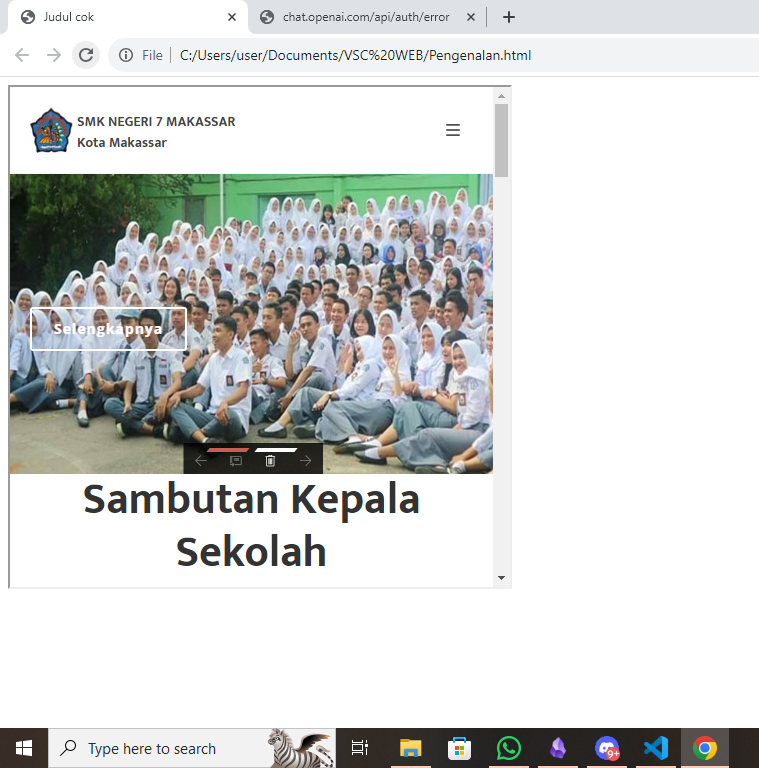 Judul cok
chat.openai.com/api/auth/error
File
C:/Users/user/Documents/VSC%20WEB/Pengenalan.html
SMK NEGERI 7 MAKASSAR
Kota Makassar
Selengkapnya
Sambutan Kepala
Sekolah
Type here to search
9+